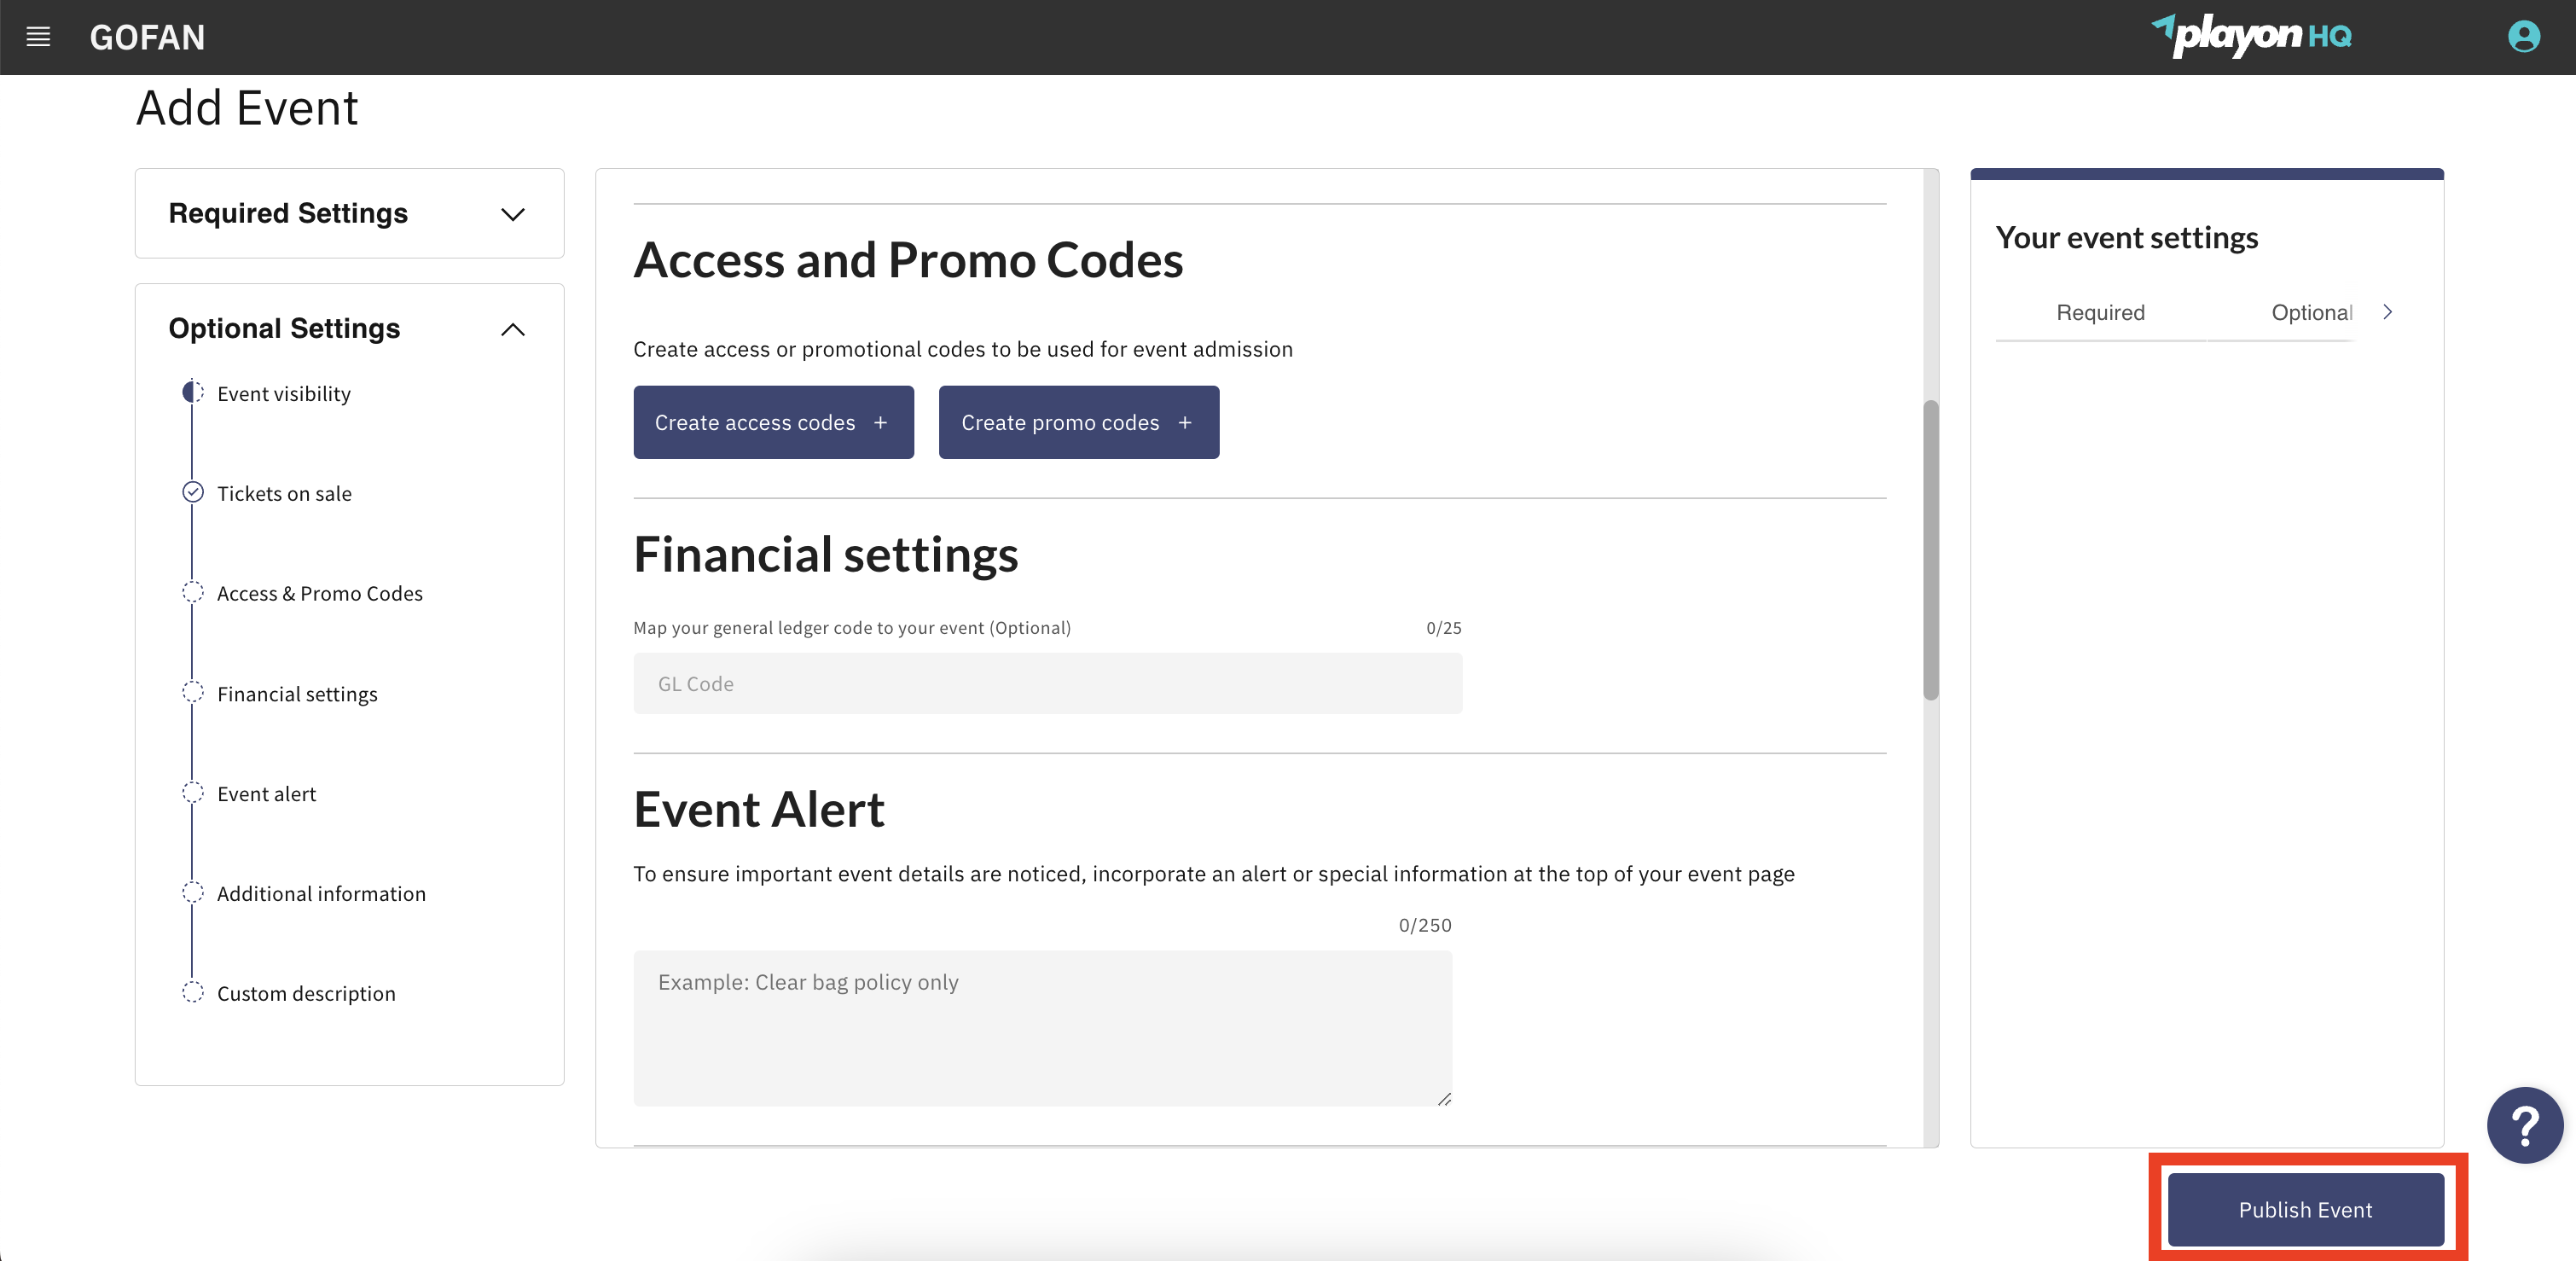 GOFAN
playon HQ
Add Event
Required Settings
Optional Settings
Event visibility
Tickets on sale
Access & Promo Codes
Financial settings
Event alert
Additional information
Custom description
Access and Promo Codes
Create access or promotional codes to be used for event admission
Create access codes +
Create promo codes +
Financial settings
Map your general ledger code to your event (Optional) 0/25
GL Code
Event Alert
To ensure important event details are noticed, incorporate an alert or special information at the top of your event page
0/250
Example: Clear bag policy only
Your event settings
Required Optional
?
Publish Event